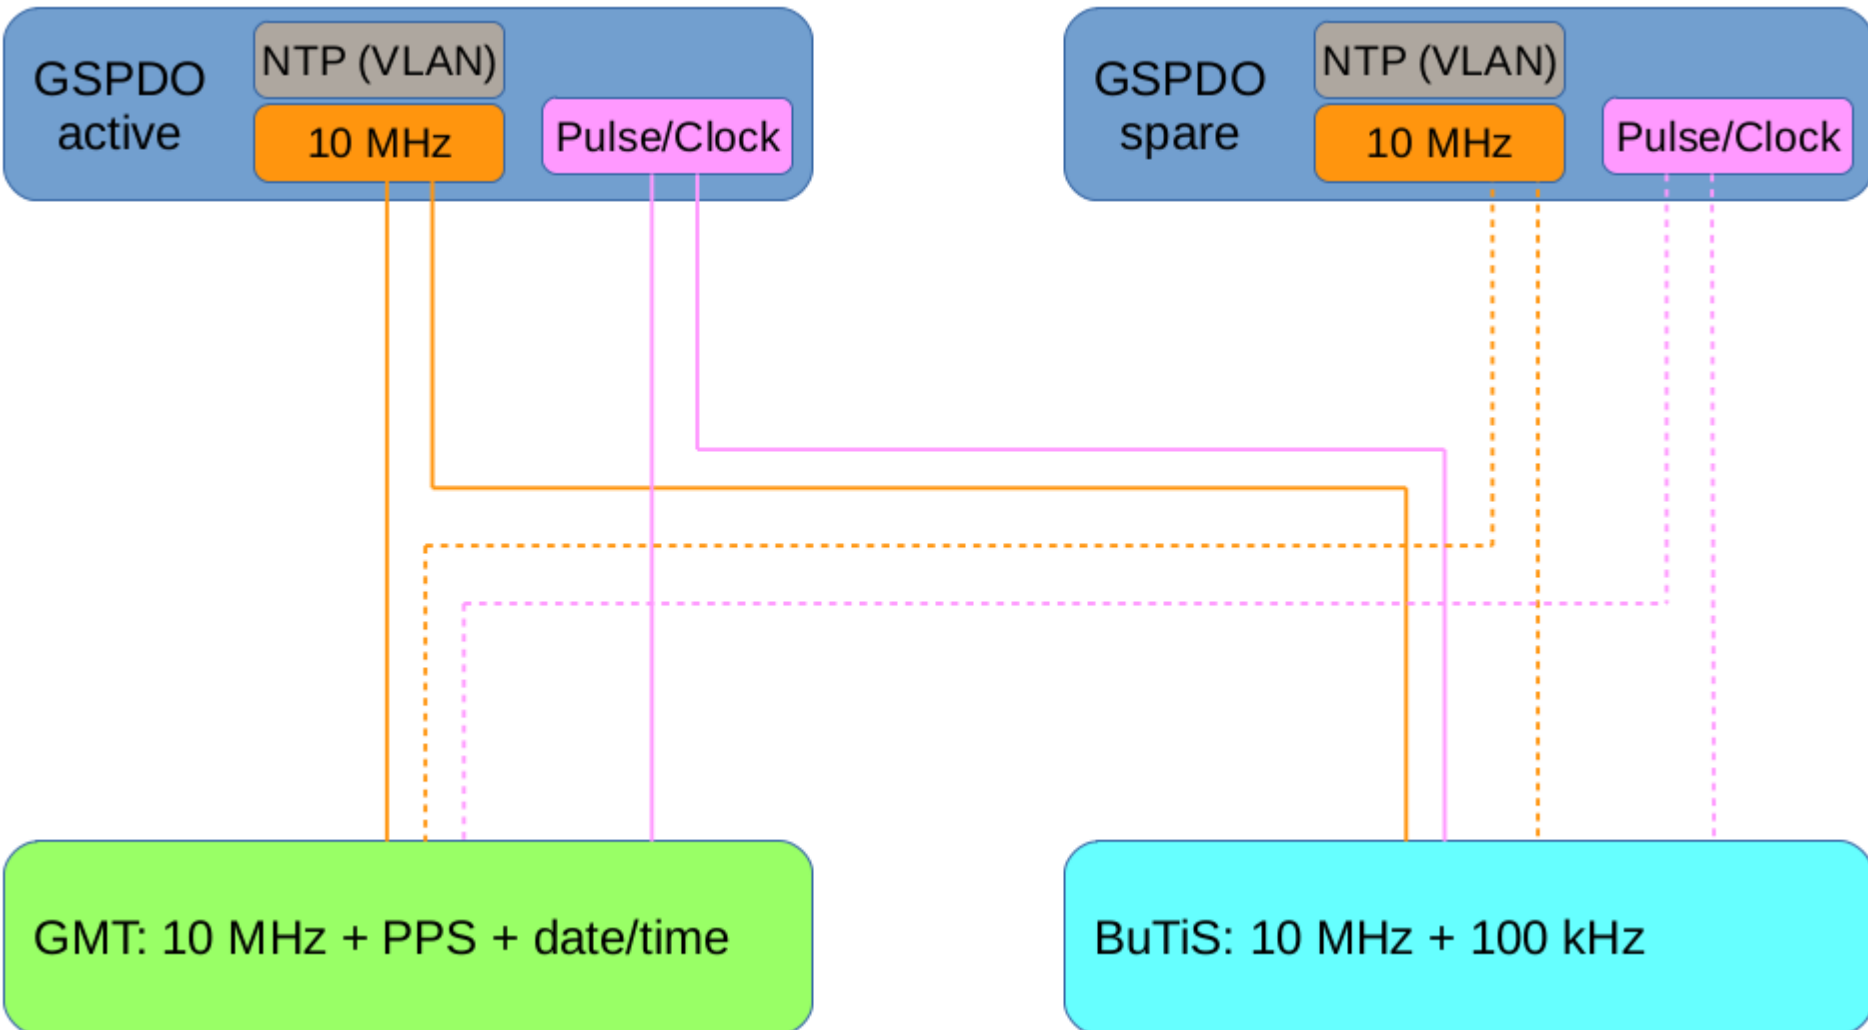 GSPDO
active
NTP (VLAN)
10 MHz
Pulse/Clock
GSPDO
spare
NTP (VLAN)
10 MHz
Pulse/Clock
GMT: 10 MHz + PPS + date/time
BuTiS: 10 MHz + 100 kHz